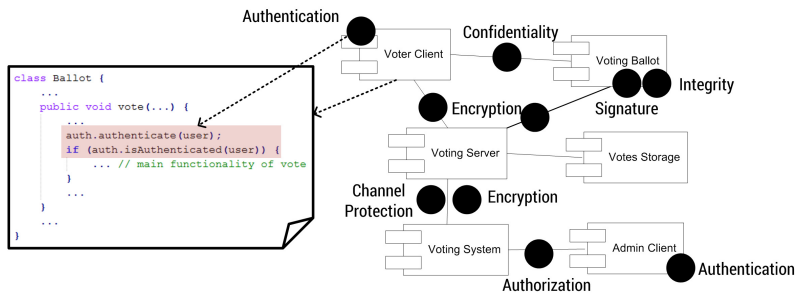 Authentication
Confidentiality
Voter Client
Voting Ballot
Integrity
Signature
Encryption
class Ballot {
...
public void vote(...) {
...
auth.authenticate(user);
if (auth.isAuthenticated(user)) {
... // main functionality of vote
}
...
}
...
}
Voting Server
Votes Storage
Channel
Protection
Encryption
Voting System
Admin Client
Authentication
Authorization